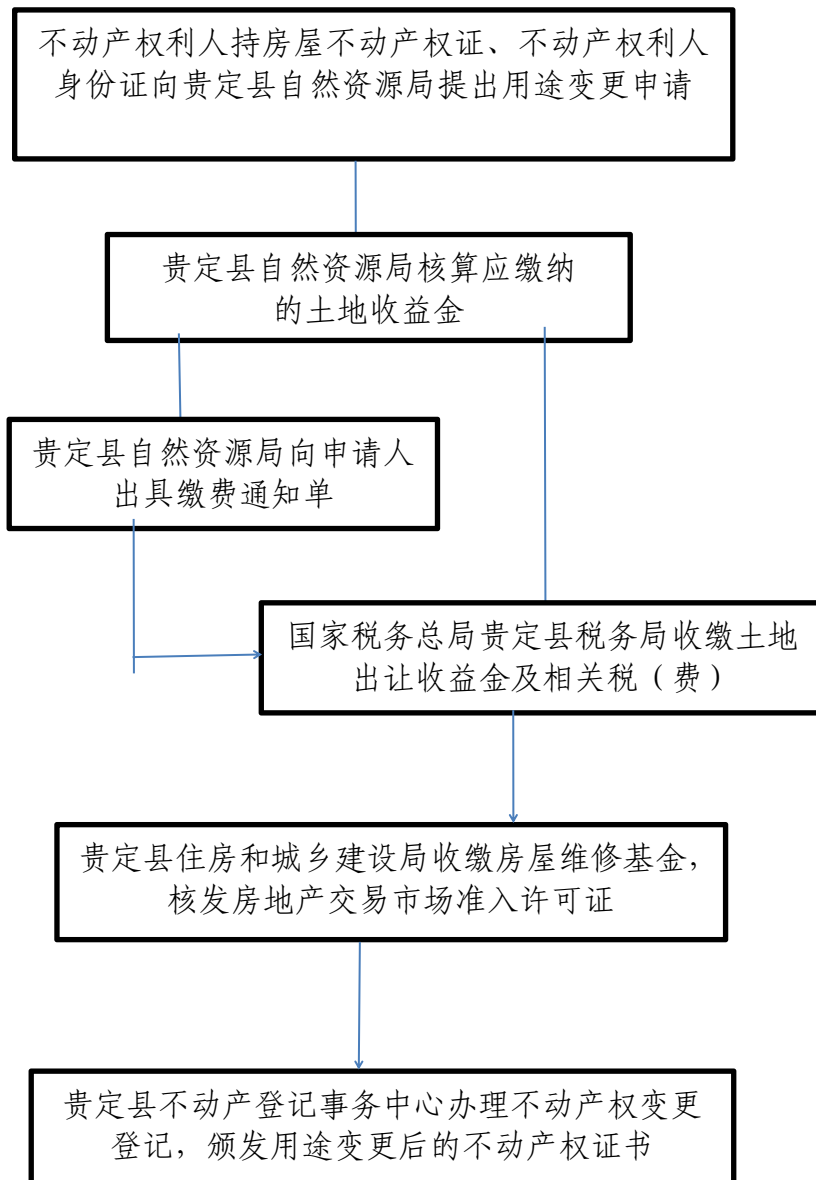 不动产权利人持房屋不动产权证、不动产权利人
身份证向贵定县自然资源局提出用途变更申请
贵定县自然资源局核算应缴纳
的土地收益金
贵定县自然资源局向申请人
出具缴费通知单
国家税务总局贵定县税务局收缴土地
出让收益金及相关税（费）
贵定县住房和城乡建设局收缴房屋维修基金，
核发房地产交易市场准入许可证
贵定县不动产登记事务中心办理不动产权变更
登记，颁发用途变更后的不动产权证书